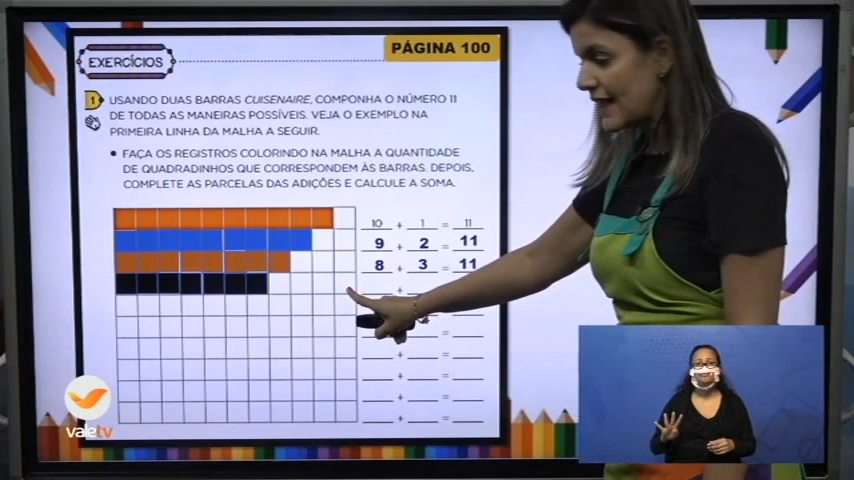 EXERCÍCIOS
PÁGINA 100
1 USANDO DUAS BARRAS CUISENAIRE, COMPONHA O NÚMERO 11
DE TODAS AS MANEIRAS POSSÍVEIS. VEJA O EXEMPLO NA
PRIMEIRA LINHA DA MALHA A SEGUIR.
• FAÇA OS REGISTROS COLORINDO NA MALHA A QUANTIDADE
DE QUADRADINHOS QUE CORRESPONDEM ÀS BARRAS. DEPOIS,
COMPLETE AS PARCELAS DAS ADIÇÕES E CALCULE A SOMA.
10 + 1 = 11
9 + 2 = 11
8 + 3 = 11
+
=
+ =
+ =
+ =
+ =
valetv